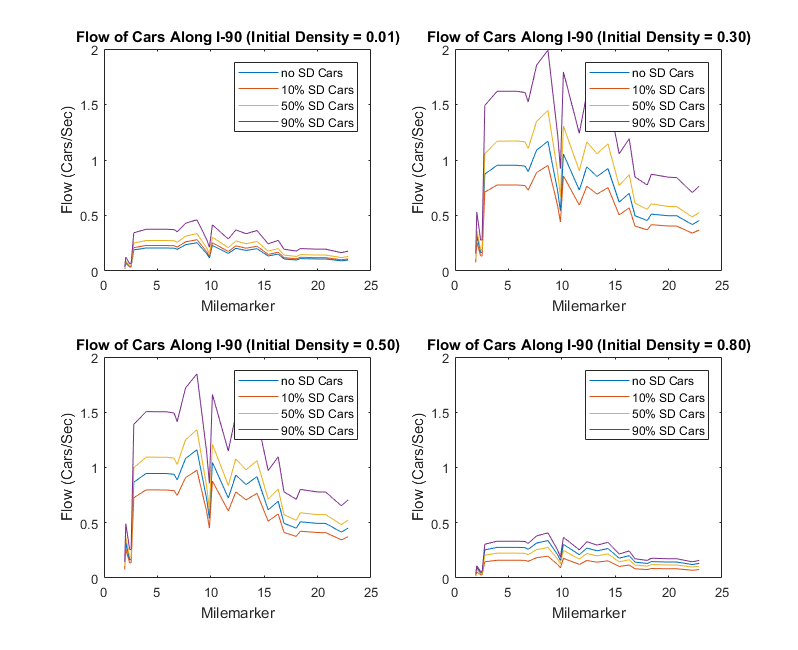 Flow of Cars Along I-90 (Initial Density = 0.01)
2
1.5
1
0.5
0
Flow (Cars/Sec)
no SD Cars
10% SD Cars
50% SD Cars
90% SD Cars
0 5 10 15 20 25
Milemarker
Flow of Cars Along I-90 (Initial Density = 0.30)
2
1.5
1
0.5
0
Flow (Cars/Sec)
no SD Cars
10% SD Cars
50% SD Cars
90% SD Cars
0 5 10 15 20 25
Milemarker
Flow of Cars Along I-90 (Initial Density = 0.50)
2
1.5
1
0.5
0
Flow (Cars/Sec)
no SD Cars
10% SD Cars
50% SD Cars
90% SD Cars
0 5 10 15 20 25
Milemarker
Flow of Cars Along I-90 (Initial Density = 0.80)
2
1.5
1
0.5
0
Flow (Cars/Sec)
no SD Cars
10% SD Cars
50% SD Cars
90% SD Cars
0 5 10 15 20 25
Milemarker